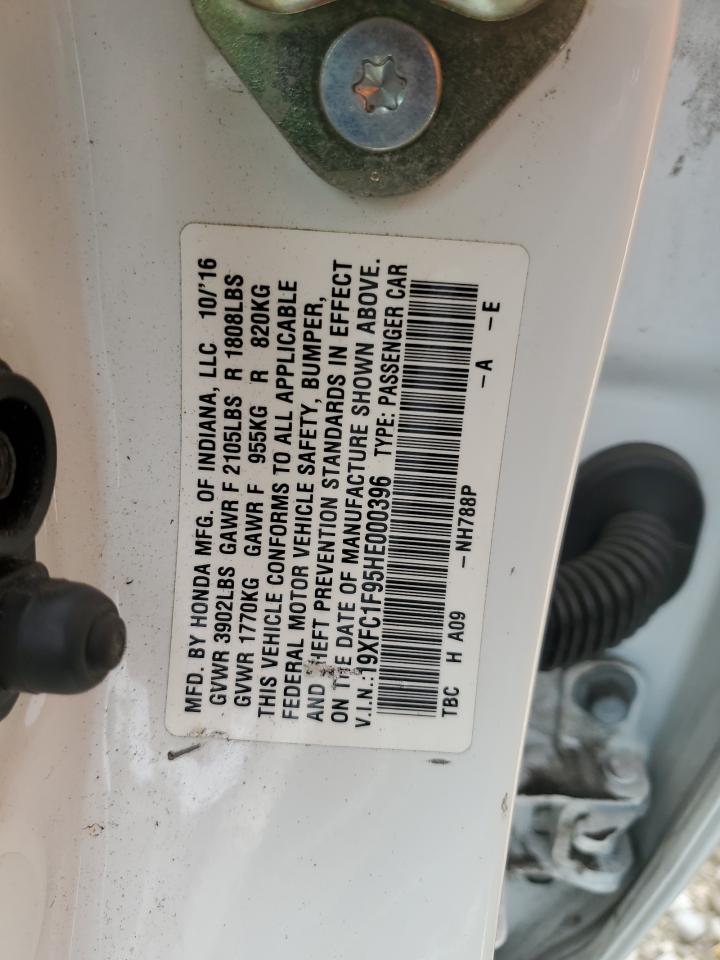 MFD. BY HONDA MFG. OF INDIANA, LLC 10/'16
GVWR 3902LBS GAWR F 2105LBS R 1808LBS
GVWR 1770KG GAWR F 955KG R 820KG
THIS VEHICLE CONFORMS TO ALL APPLICABLE
FEDERAL MOTOR VEHICLE SAFETY, BUMPER,
AND THEFT PREVENTION STANDARDS IN EFFECT
ON THE DATE OF MANUFACTURE SHOWN ABOVE.
V.I.N.: 19XFC1F95HE000396 TYPE: PASSENGER CAR
TBC H A09 -NH788P -A -E